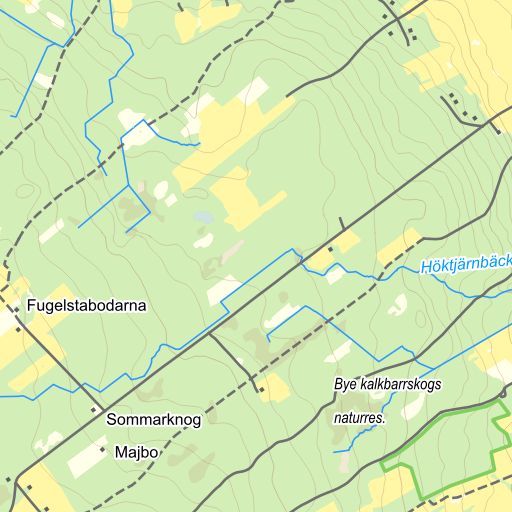 Höktjärnbäck
Fugelstabodarna
Bye kalkbarrskogs
naturres.
Sommarknog
Majbo